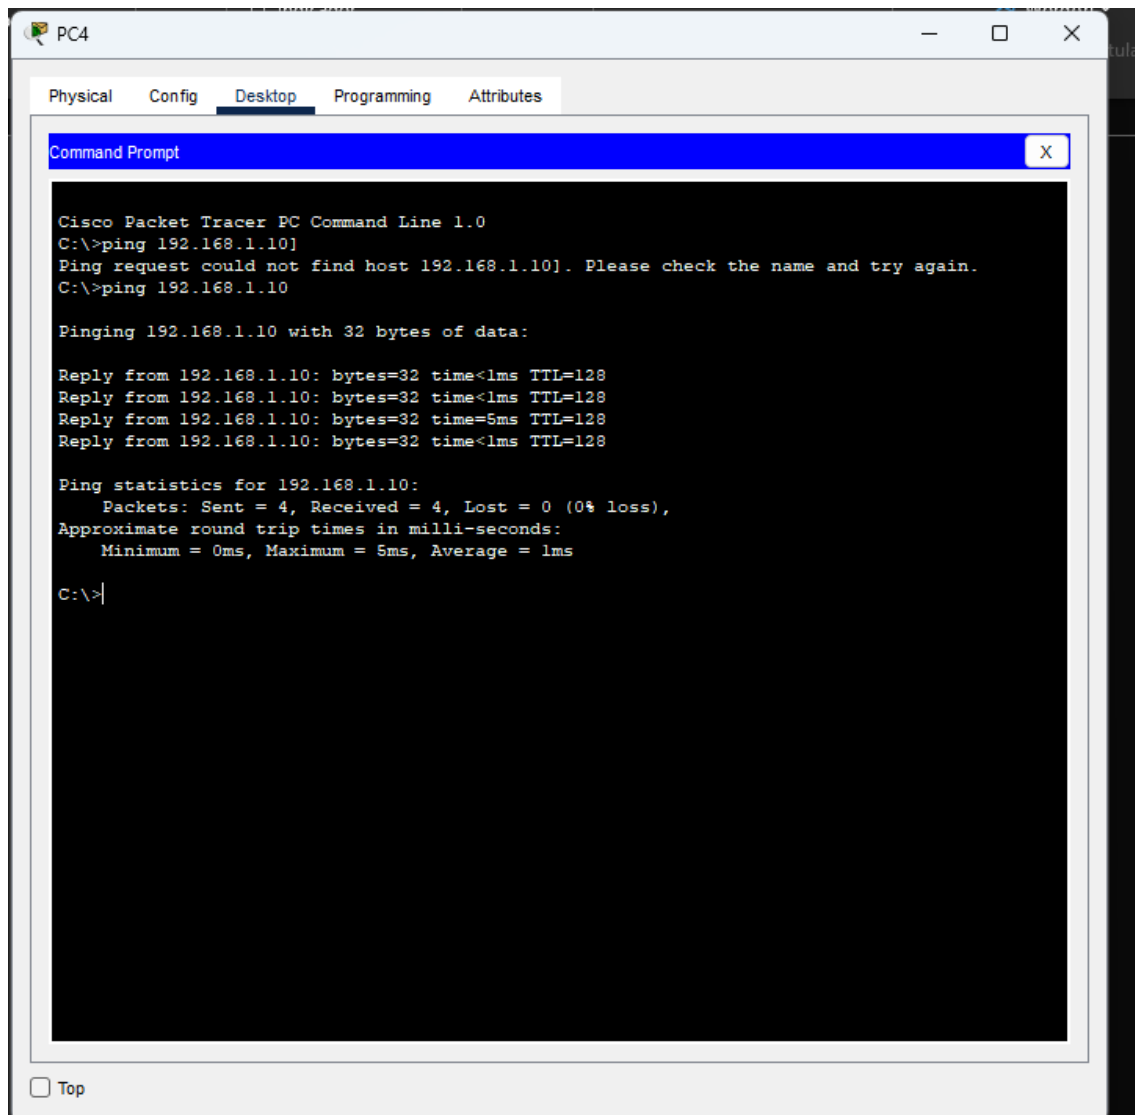 PC4
Physical Config Desktop Programming Attributes
Command Prompt
X
Cisco Packet Tracer PC Command Line 1.0
C:\>ping 192.168.1.10]
Ping request could not find host 192.168.1.10]. Please check the name and try again.
C:\>ping 192.168.1.10
Pinging 192.168.1.10 with 32 bytes of data:
Reply from 192.168.1.10: bytes=32 time<1ms TTL=128
Reply from 192.168.1.10: bytes=32 time<1ms TTL=128
Reply from 192.168.1.10: bytes=32 time=5ms TTL=128
Reply from 192.168.1.10: bytes=32 time<1ms TTL=128
Ping statistics for 192.168.1.10:
Packets: Sent = 4, Received = 4, Lost = 0 (0% loss),
Approximate round trip times in milli-seconds:
Minimum = 0ms, Maximum = 5ms, Average = 1ms
C:\>
Top